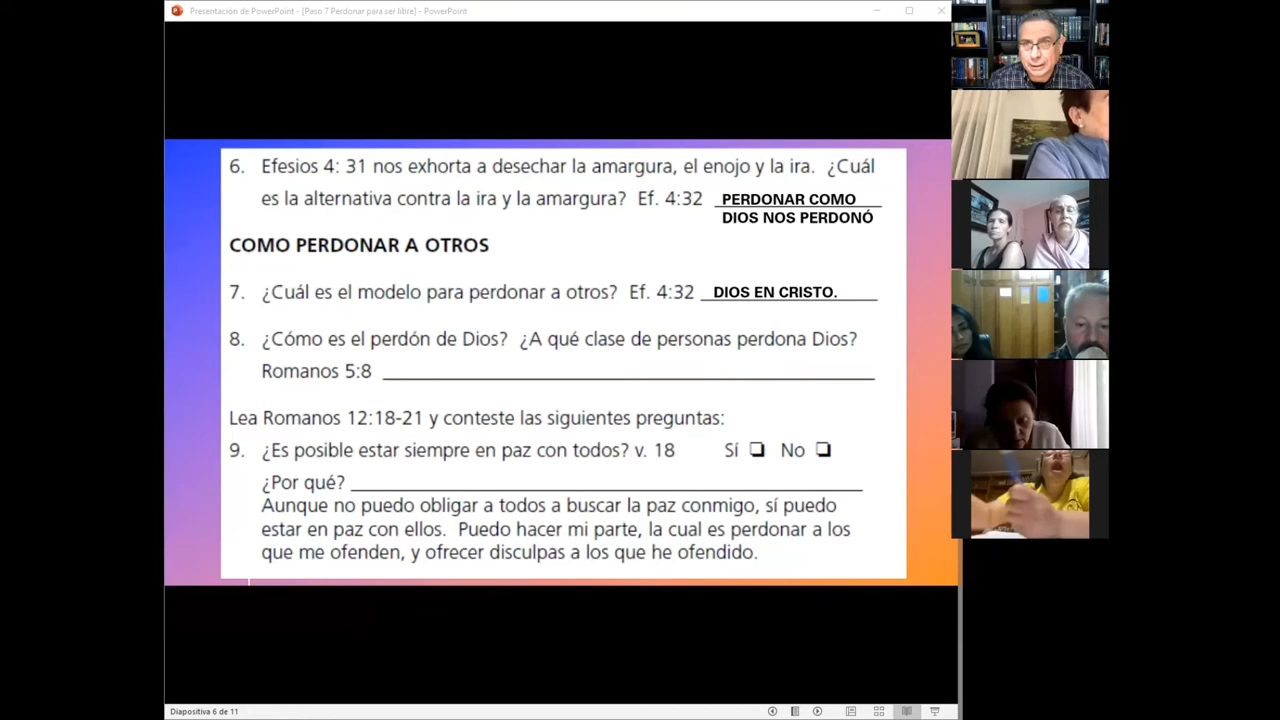 Presentación de PowerPoint - [Paso 7 Perdonar para ser libre] - PowerPoint
6. Efesios 4: 31 nos exhorta a desechar la amargura, el enojo y la ira. ¿Cuál
es la alternativa contra la ira y la amargura? Ef. 4:32 PERDONAR COMO
DIOS NOS PERDONÓ
COMO PERDONAR A OTROS
7. ¿Cuál es el modelo para perdonar a otros? Ef. 4:32 DIOS EN CRISTO.
8. ¿Cómo es el perdón de Dios? ¿A qué clase de personas perdona Dios?
Romanos 5:8
Lea Romanos 12:18-21 y conteste las siguientes preguntas:
9. ¿Es posible estar siempre en paz con todos? v. 18 Sí ❏ No ❏
¿Por qué?
Aunque no puedo obligar a todos a buscar la paz conmigo, sí puedo
estar en paz con ellos. Puedo hacer mi parte, la cual es perdonar a los
que me ofenden, y ofrecer disculpas a los que he ofendido.
Diapositiva 6 de 11